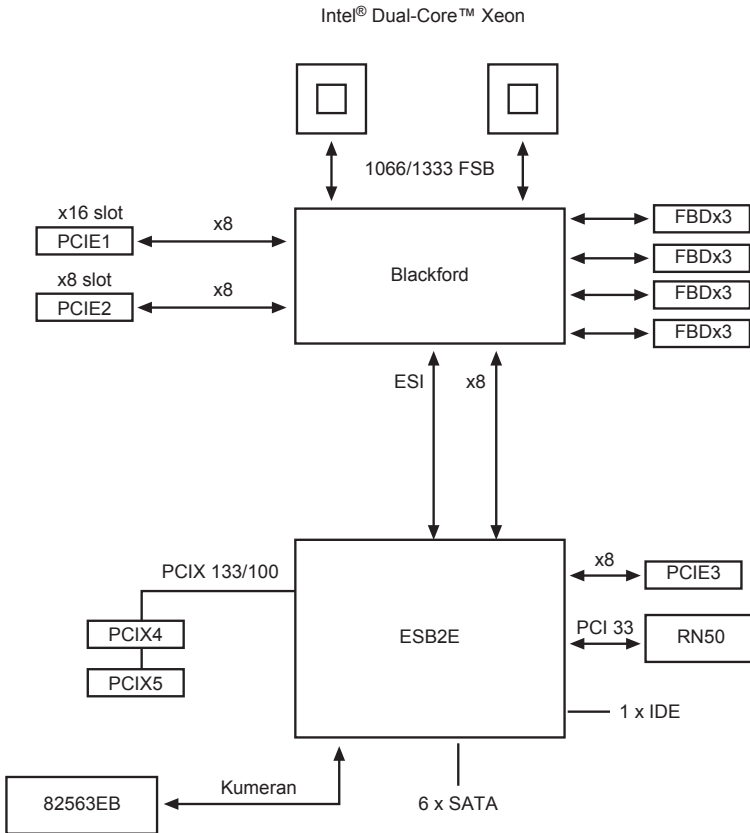 Intel® Dual-Core™ Xeon
1066/1333 FSB
x16 slot
PCIE1
x8
x8 slot
PCIE2
x8
Blackford
FBDx3
FBDx3
FBDx3
FBDx3
ESI
x8
PCIX 133/100
PCIX4
PCIX5
ESB2E
x8
PCIE3
PCI 33
RN50
1 x IDE
82563EB
Kumeran
6 x SATA